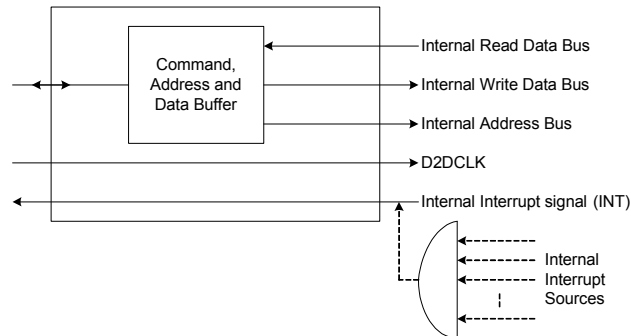 Command,
Address and
Data Buffer
Internal Read Data Bus
Internal Write Data Bus
Internal Address Bus
D2DCLK
Internal Interrupt signal (INT)
Internal
Interrupt
Sources